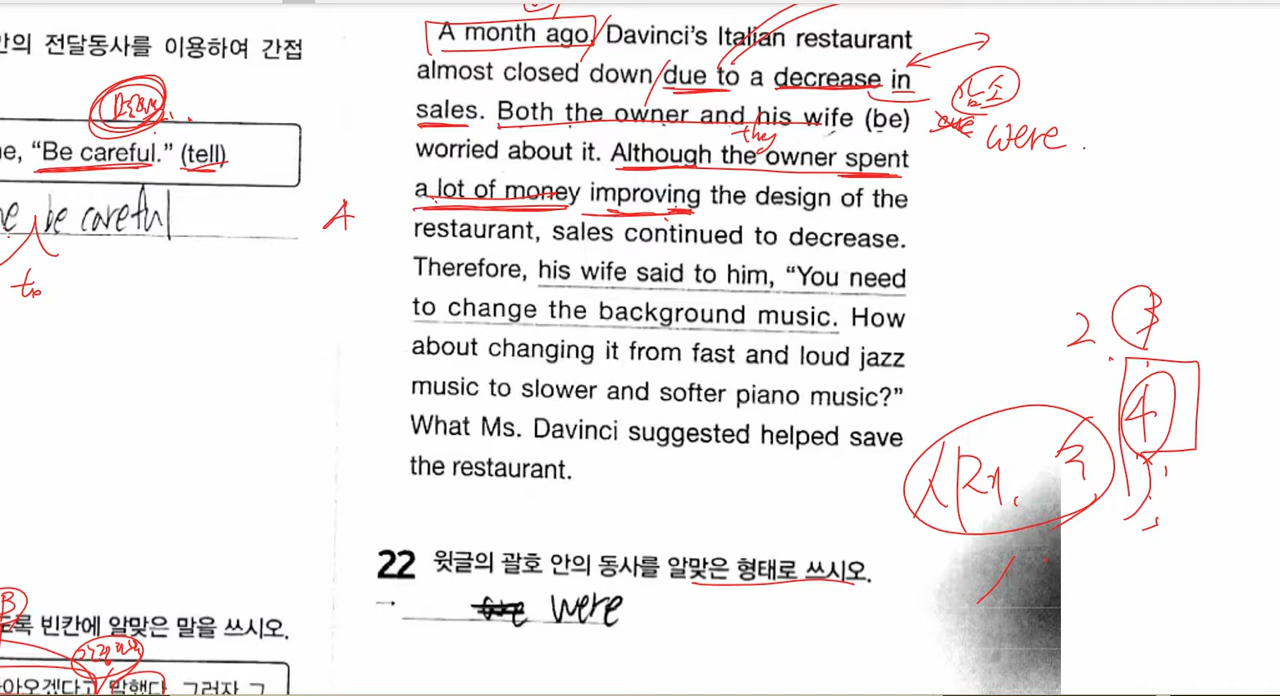 만의 전달동사를 이용하여 간접
e, “Be careful.” (tell)
be careful
to
A
A month ago, Davinci’s Italian restaurant
almost closed down due to a decrease in
감소
sales. Both the owner and his wife (be)
were.
they
worried about it. Although the owner spent
a lot of money improving the design of the
restaurant, sales continued to decrease.
Therefore, his wife said to him, “You need
to change the background music. How
about changing it from fast and loud jazz
music to slower and softer piano music?”
What Ms. Davinci suggested helped save
the restaurant.
2
3
4
22 윗글의 괄호 안의 동사를 알맞은 형태로 쓰시오.
were
B
록 빈칸에 알맞은 말을 쓰시오.
아오겠다고 말했다. 그러자 그